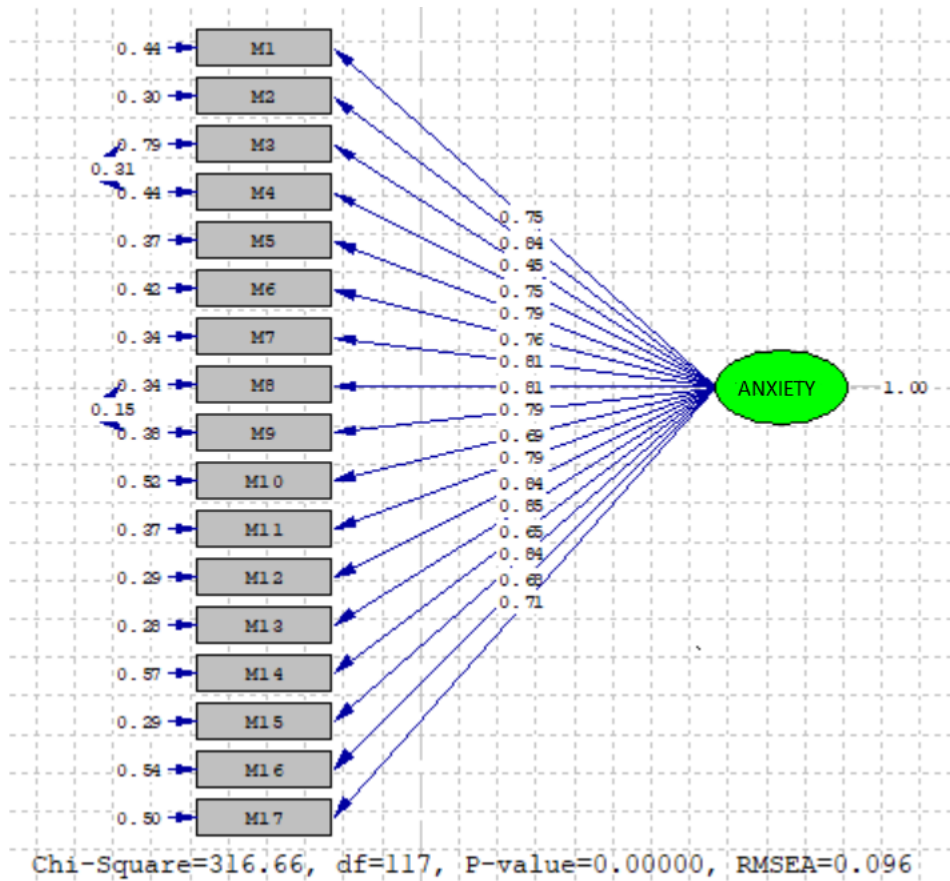 0.44 M1
0.30 M2
0.79 M3
0.31
0.44 M4
0.37 M5
0.42 M6
0.34 M7
0.34 M8
0.15
0.38 M9
0.52 M10
0.37 M11
0.29 M12
0.28 M13
0.57 M14
0.29 M15
0.54 M16
0.50 M17
0.75
0.84
0.45
0.75
0.79
0.76
0.81
0.81
0.79
0.69
0.79
0.84
0.85
0.65
0.84
0.68
0.71
ANXIETY 1.00
Chi-Square=316.66, df=117, P-value=0.00000, RMSEA=0.096